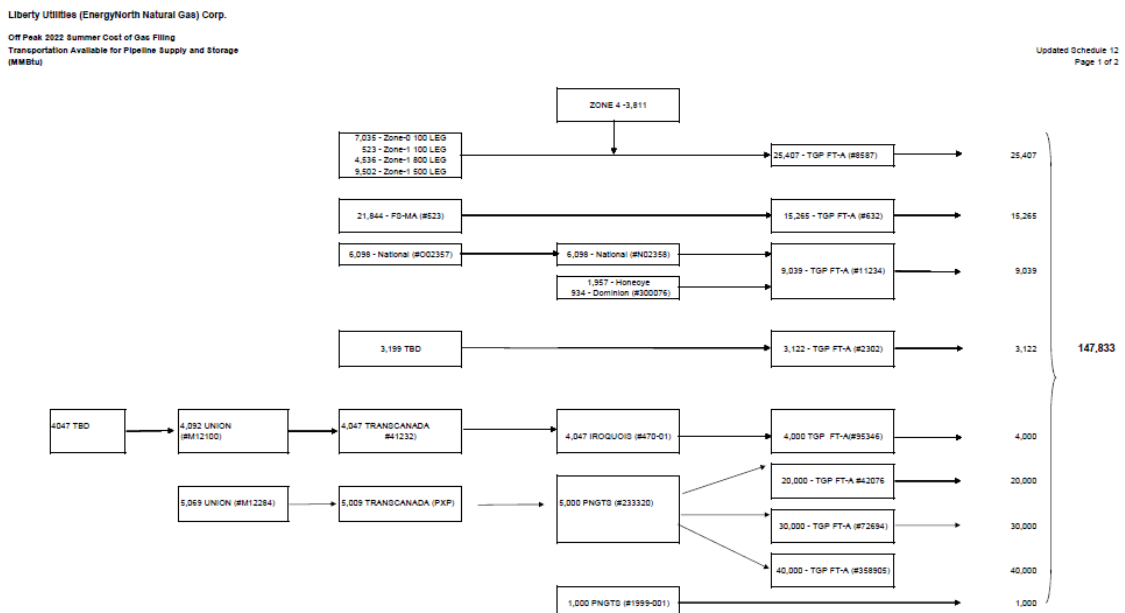 Liberty Utilities (EnergyNorth Natural Gas) Corp.
Off Peak 2022 Summer Cost of Gas Filing
Transportation Available for Pipeline Supply and Storage
(MMBtu)
Updated Schedule 12
Page 1 of 2
ZONE 4 -3,811
7,035 - Zone-0 100 LEG
523 - Zone-1 100 LEG
4,536 - Zone-1 800 LEG
9,502 - Zone-1 500 LEG
25,407 - TGP FT-A (#8587)
25,407
21,844 - FS-MA (#523)
15,265 - TGP FT-A (#632)
15,265
6,098 - National (#O02357)
6,098 - National (#N02358)
1,957 - Honeoye
934 - Dominion (#300076)
9,039 - TGP FT-A (#11234)
9,039
3,199 TBD
3,122 - TGP FT-A (#2302)
3,122
147,833
4047 TBD
4,092 UNION
(#M12100)
4,047 TRANSCANADA
#41232)
4,047 IROQUOIS (#470-01)
4,000 TGP FT-A(#95346)
4,000
20,000 - TGP FT-A #42076
20,000
5,069 UNION (#M12284)
5,009 TRANSCANADA (PXP)
5,000 PNGTS (#233320)
30,000 - TGP FT-A (#72694)
30,000
40,000 - TGP FT-A (#358905)
40,000
1,000 PNGTS (#1999-001)
1,000